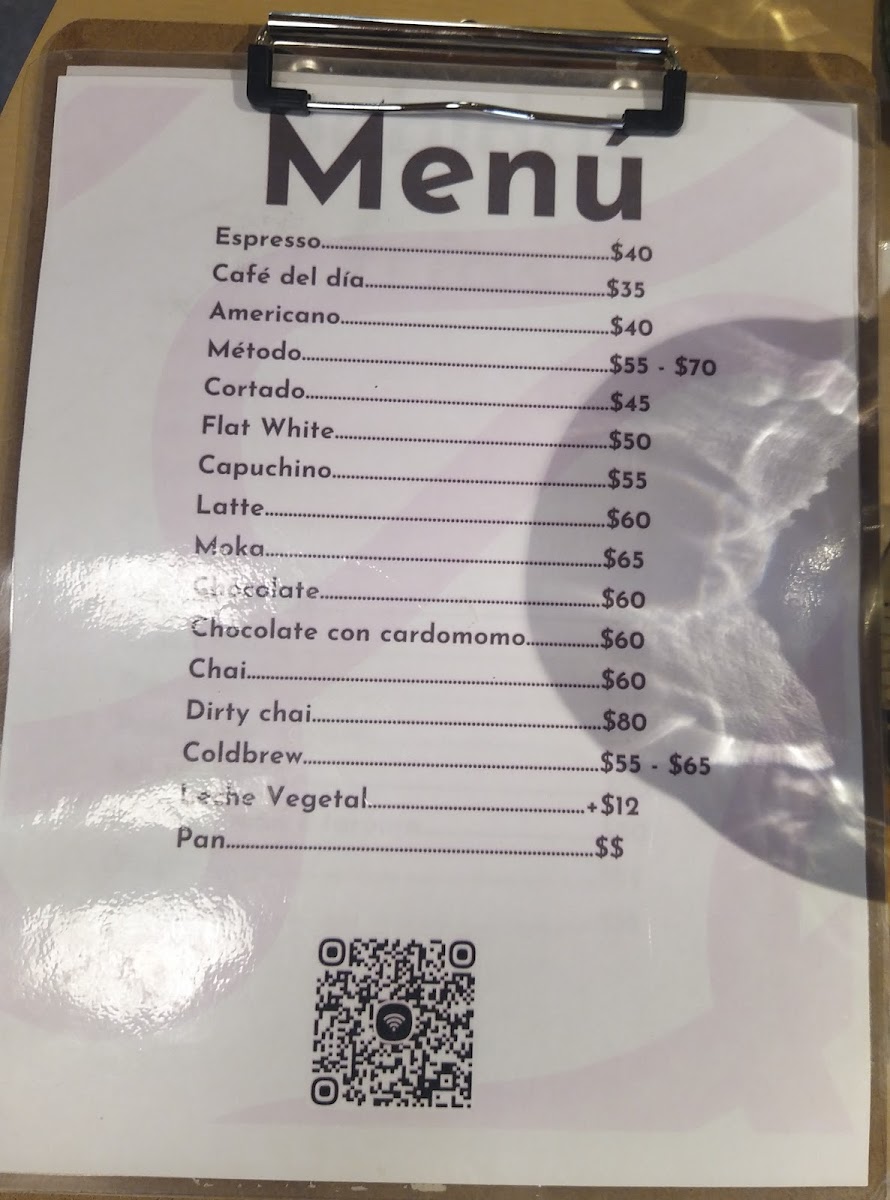 Menú
Espresso................$40
Café del día................$35
Americano................$40
Método................$55 - $70
Cortado................$45
Flat White................$50
Capuchino................$55
Latte................$60
Moka................$65
Chocolate................$60
Chocolate con cardomomo................$60
Chai................$60
Dirty chai................$80
Coldbrew................$55 - $65
Leche Vegetal................+$12
Pan................$$